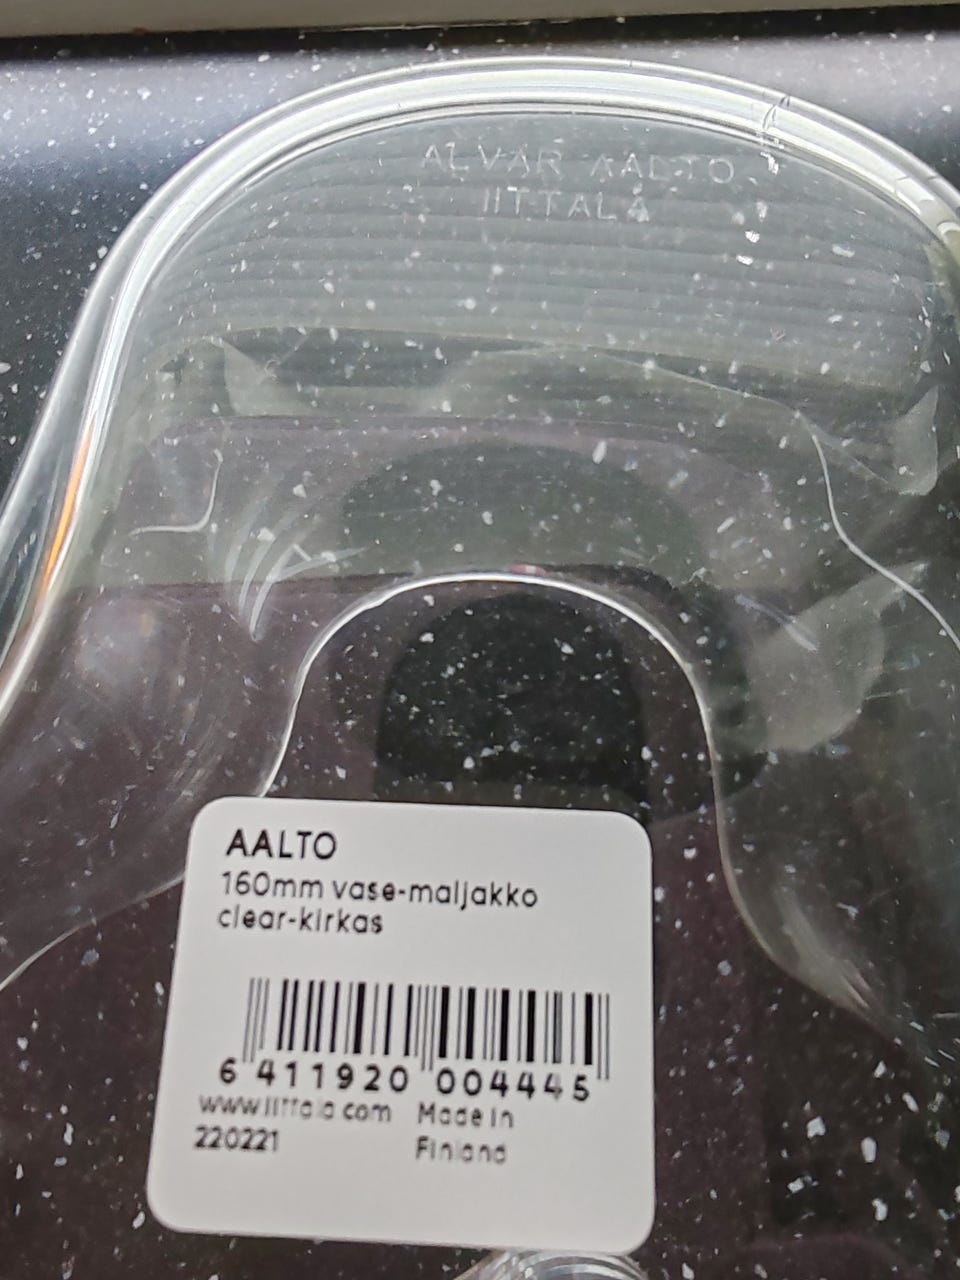 ALVAR AALTO
IITTALA
AALTO
160mm vase-maljakko
clear-kirkas
6 411920 004445
www.iittala.com Made in
220221 Finland